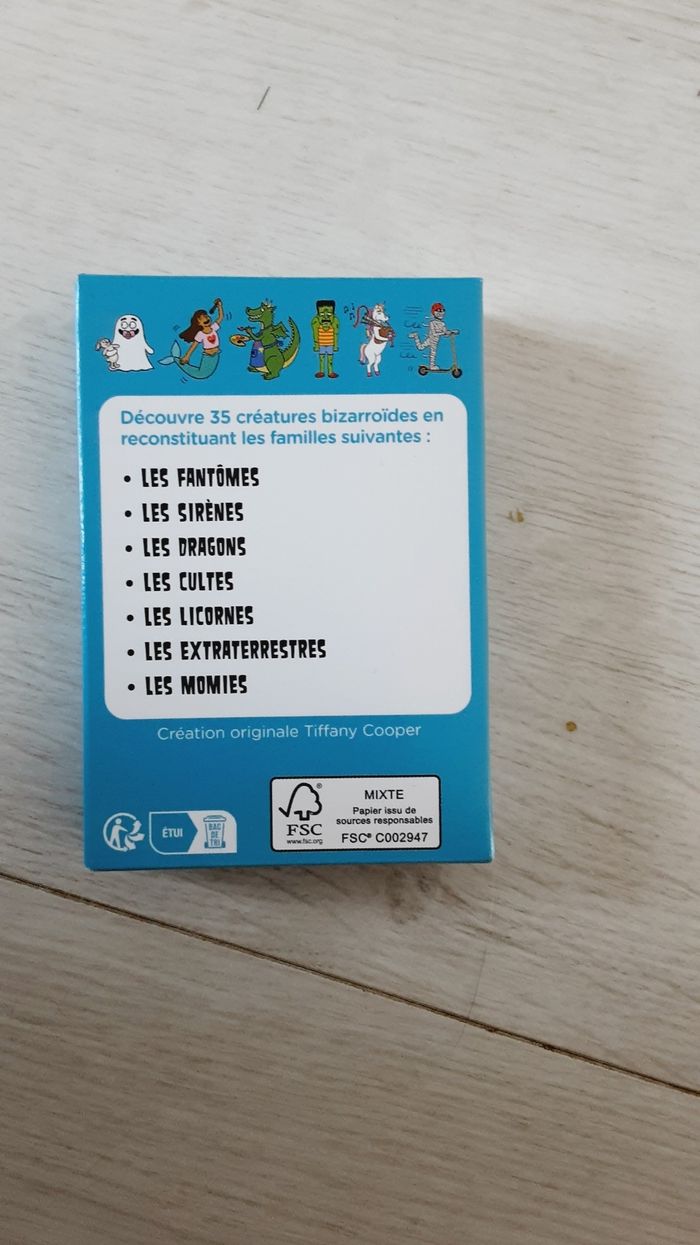 Découvre 35 créatures bizarroïdes en
reconstituant les familles suivantes :
• LES FANTÔMES
• LES SIRÈNES
• LES DRAGONS
• LES CULTES
• LES LICORNES
• LES EXTRATERRESTRES
• LES MOMIES
Création originale Tiffany Cooper
ÉTUI
BAC
DE
TRI
FSC®
www.fsc.org
MIXTE
Papier issu de
sources responsables
FSC® C002947